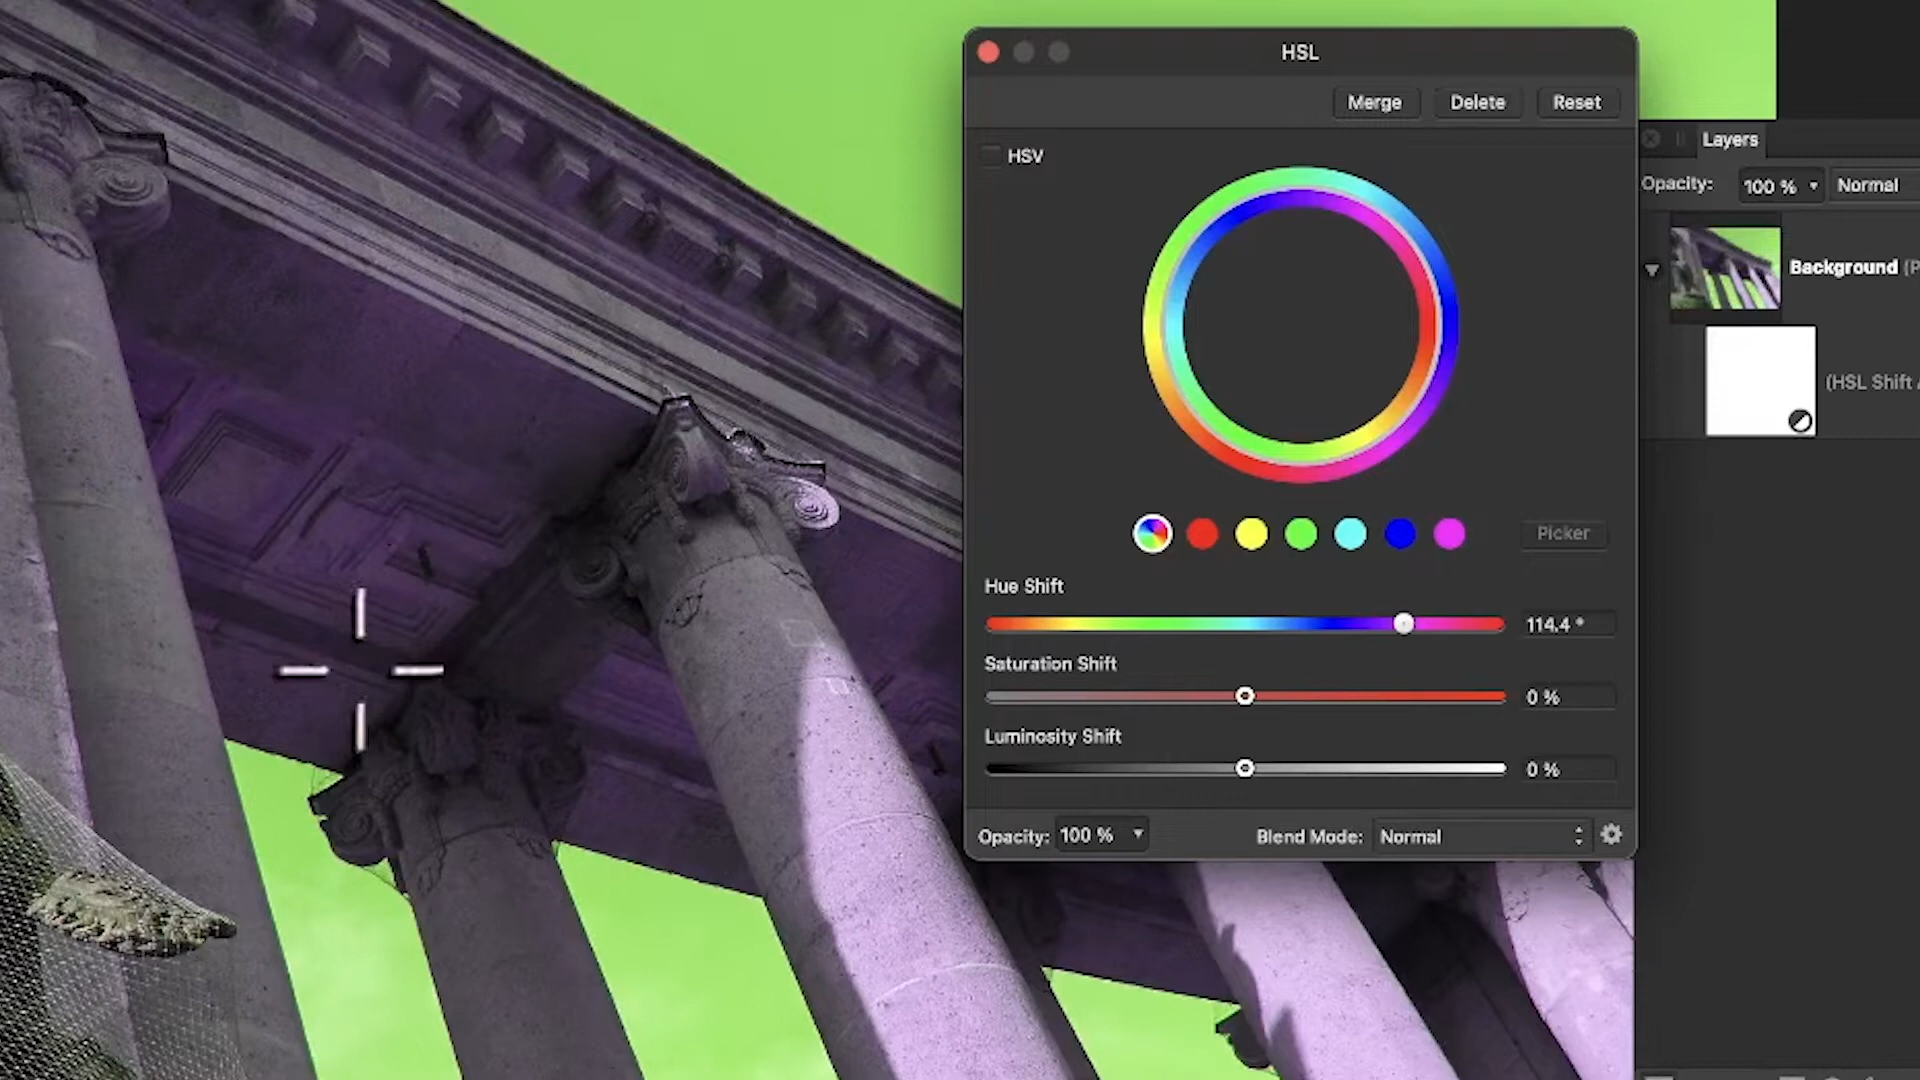 HSL
Merge Delete Reset
HSV
Picker
Hue Shift
114.4 °
Saturation Shift
0 %
Luminosity Shift
0 %
Opacity: 100 % Blend Mode: Normal
Layers
Opacity: 100 % Normal
Background (P
(HSL Shift A